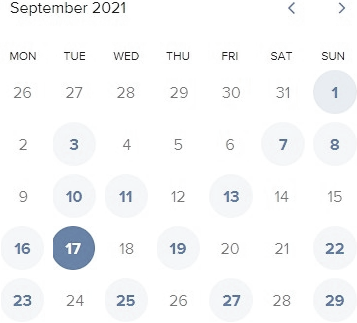 September 2021
MON TUE WED THU FRI SAT SUN
26 27 28 29 30 31 1
2 3 4 5 6 7 8
9 10 11 12 13 14 15
16 17 18 19 20 21 22
23 24 25 26 27 28 29